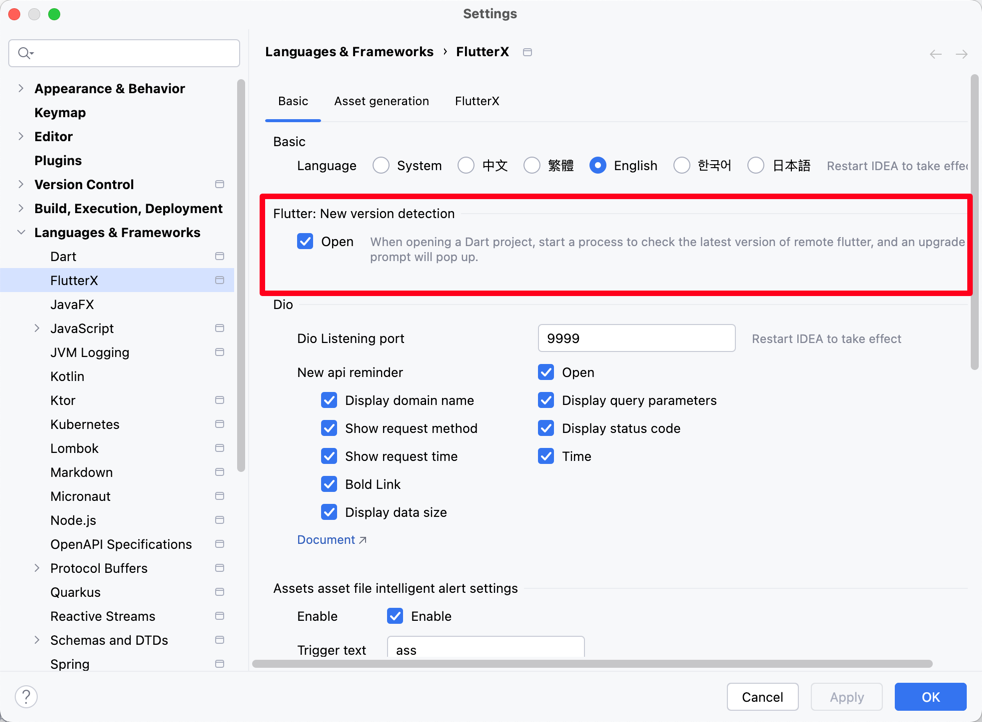 Settings
Languages & Frameworks › FlutterX
Appearance & Behavior
Keymap
Editor
Plugins
Version Control
Build, Execution, Deployment
Languages & Frameworks
Dart
FlutterX
JavaFX
JavaScript
JVM Logging
Kotlin
Ktor
Kubernetes
Lombok
Markdown
Micronaut
Node.js
OpenAPI Specifications
Protocol Buffers
Quarkus
Reactive Streams
Schemas and DTDs
Spring
Basic Asset generation FlutterX
Basic
Language System 中文 繁體 English 한국어 日本語 Restart IDEA to take effec
Flutter: New version detection
Open When opening a Dart project, start a process to check the latest version of remote flutter, and an upgrade
prompt will pop up.
Dio
Dio Listening port 9999 Restart IDEA to take effect
New api reminder Open
Display domain name Display query parameters
Show request method Display status code
Show request time Time
Bold Link
Display data size
Document ↗
Assets asset file intelligent alert settings
Enable Enable
Trigger text ass
? Cancel Apply OK